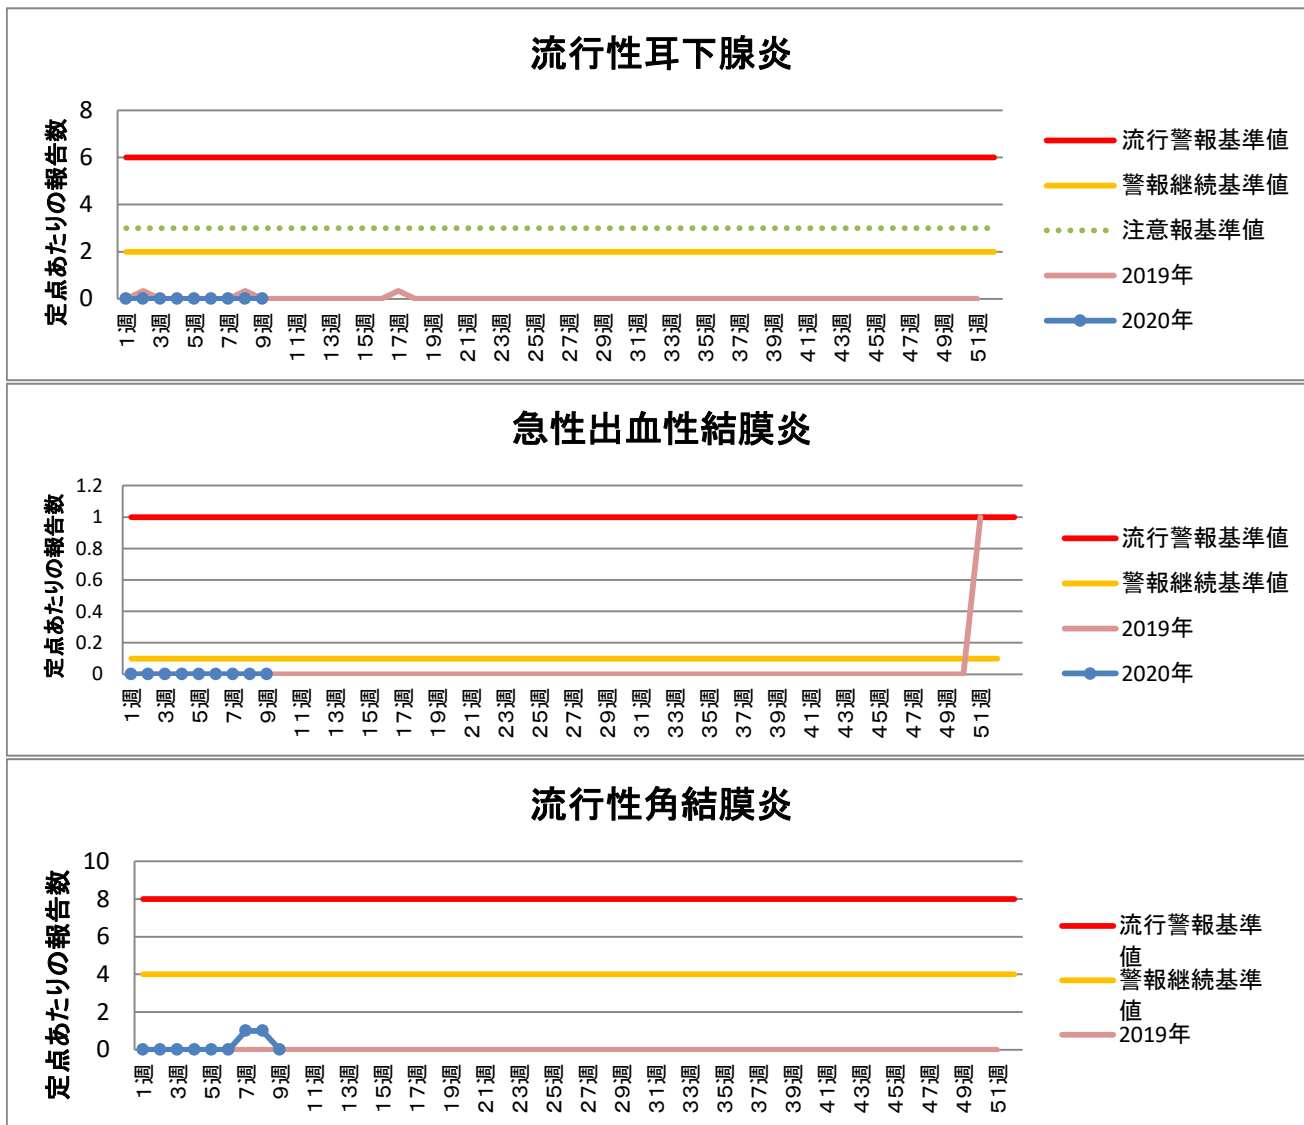 流行性耳下腺炎
定点あたりの報告数
8
6
4
2
0
1週 3週 5週 7週 9週 11週 13週 15週 17週 19週 21週 23週 25週 27週 29週 31週 33週 35週 37週 39週 41週 43週 45週 47週 49週 51週
流行警報基準値
警報継続基準値
注意報基準値
2019年
2020年
急性出血性結膜炎
定点あたりの報告数
1.2
1
0.8
0.6
0.4
0.2
0
1週 3週 5週 7週 9週 11週 13週 15週 17週 19週 21週 23週 25週 27週 29週 31週 33週 35週 37週 39週 41週 43週 45週 47週 49週 51週
流行警報基準値
警報継続基準値
2019年
2020年
流行性角結膜炎
定点あたりの報告数
10
8
6
4
2
0
1週 3週 5週 7週 9週 11週 13週 15週 17週 19週 21週 23週 25週 27週 29週 31週 33週 35週 37週 39週 41週 43週 45週 47週 49週 51週
流行警報基準
値
警報継続基準
値
2019年